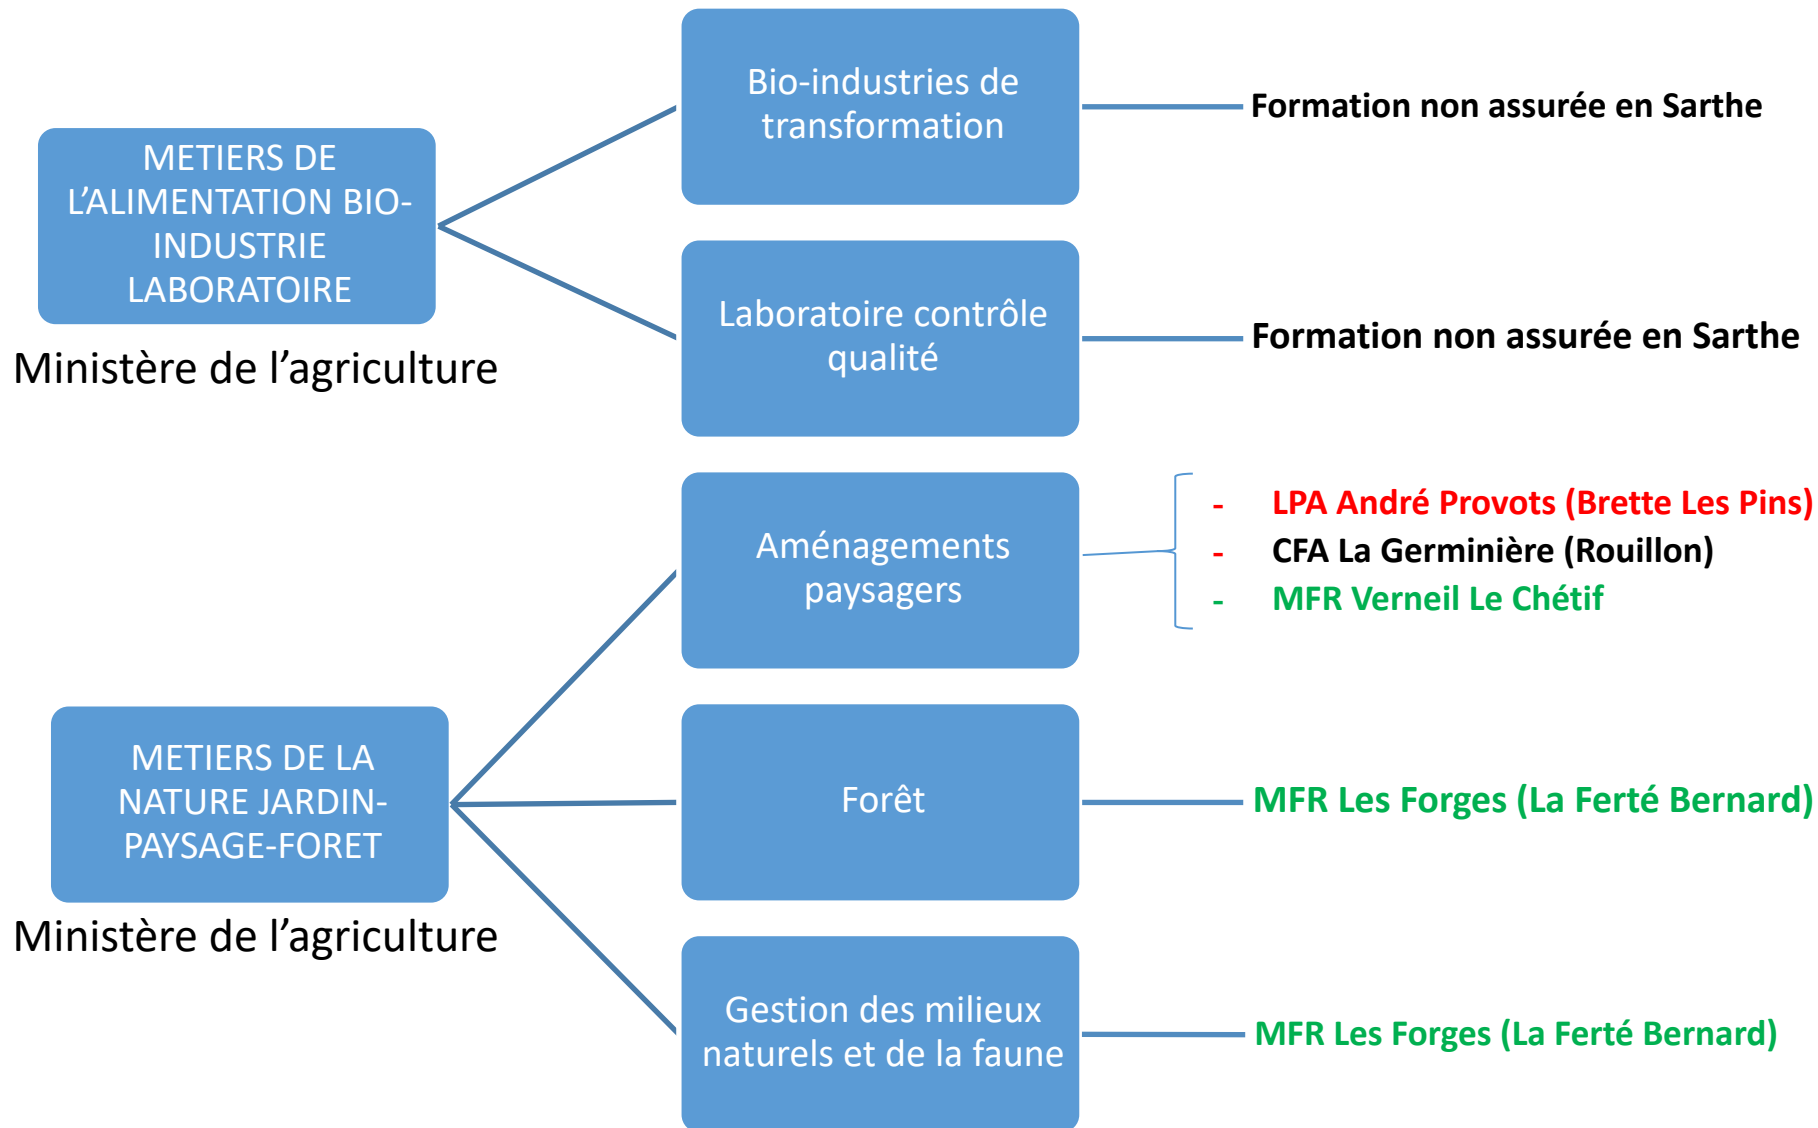 METIERS DE
L'ALIMENTATION BIO-
INDUSTRIE
LABORATOIRE
Ministère de l'agriculture
Bio-industries de
transformation
Formation non assurée en Sarthe
Laboratoire contrôle
qualité
Formation non assurée en Sarthe
METIERS DE LA
NATURE JARDIN-
PAYSAGE-FORET
Ministère de l'agriculture
Aménagements
paysagers
- LPA André Provots (Brette Les Pins)
- CFA La Germinière (Rouillon)
- MFR Verneil Le Chétif
Forêt
MFR Les Forges (La Ferté Bernard)
Gestion des milieux
naturels et de la faune
MFR Les Forges (La Ferté Bernard)